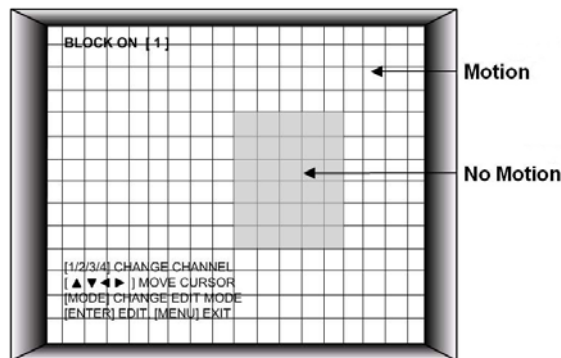 BLOCK ON [ 1 ]
Motion
No Motion
[1/2/3/4] CHANGE CHANNEL
[ ▲ ▼ ◀ ▶ ] MOVE CURSOR
[MODE] CHANGE EDIT MODE
[ENTER] EDIT, [MENU] EXIT